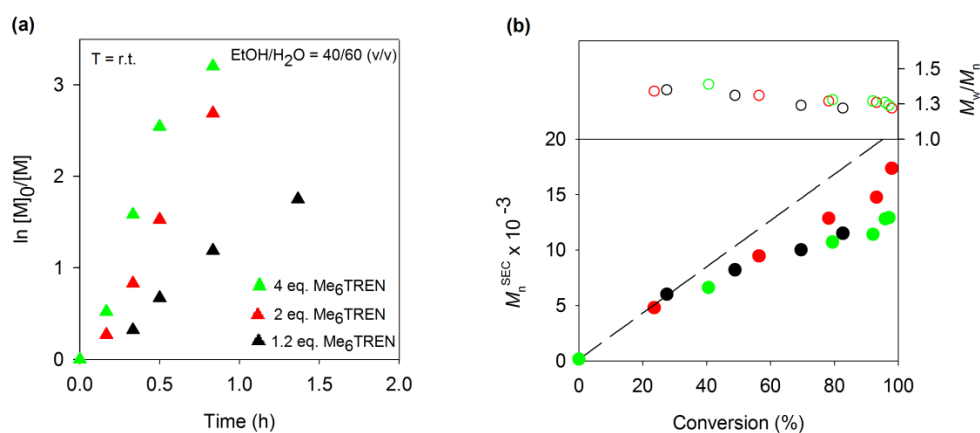 (a)
T = r.t.
EtOH/H₂O = 40/60 (v/v)
3
2
1
0
ln [M]₀/[M]
4 eq. Me₆TREN
2 eq. Me₆TREN
1.2 eq. Me₆TREN
0.0 0.5 1.0 1.5 2.0
Time (h)
(b)
1.5
1.3
1.0
Mw/Mn
20
15
10
5
0
Mn^SEC x 10^-3
0 20 40 60 80 100
Conversion (%)